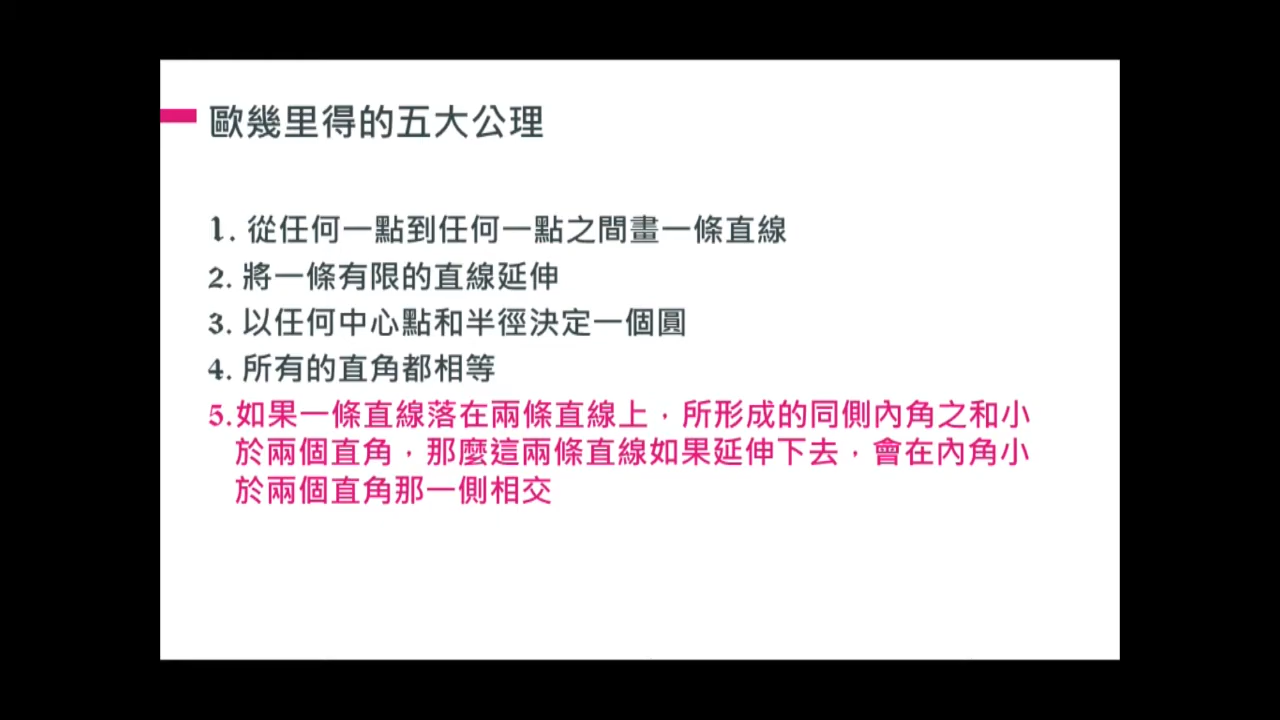 歐幾里得的五大公理
1. 從任何一點到任何一點之間畫一條直線
2. 將一條有限的直線延伸
3. 以任何中心點和半徑決定一個圓
4. 所有的直角都相等
5.如果一條直線落在兩條直線上，所形成的同側內角之和小
於兩個直角，那麼這兩條直線如果延伸下去，會在內角小
於兩個直角那一側相交